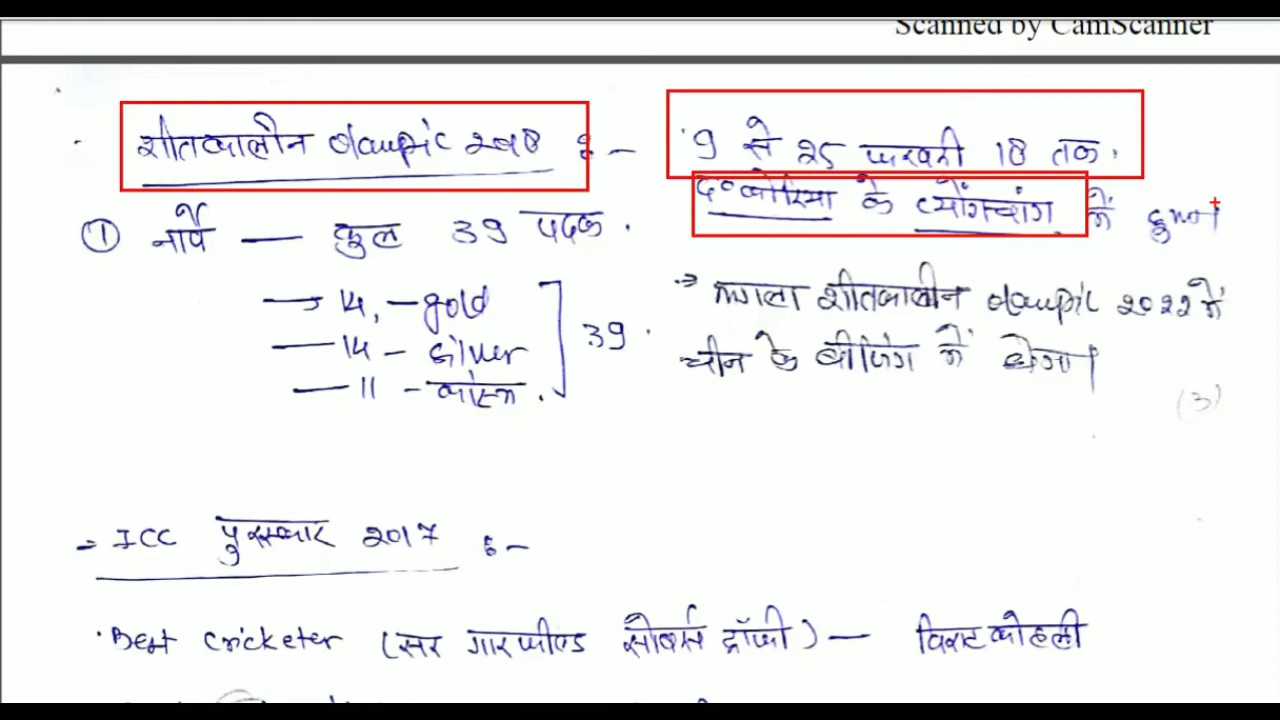 Scanned by CamScanner
शीतकालीन olampic 2018 :- 9 से 25 फरवरी 18 तक.
द० कोरिया के प्योंगचांग में हुआ।
① नार्वे — कुल 39 पदक.
→ 14, - gold
— 14 - silver
— 11 - कांस्य.
39.
→ अगला शीतकालीन olampic 2022 में
चीन के बीजिंग में होगा।
(3)
= ICC पुरस्कार 2017 :-
· Best cricketer (सर गारफील्ड सोबर्स ट्रॉफी) — विराट कोहली